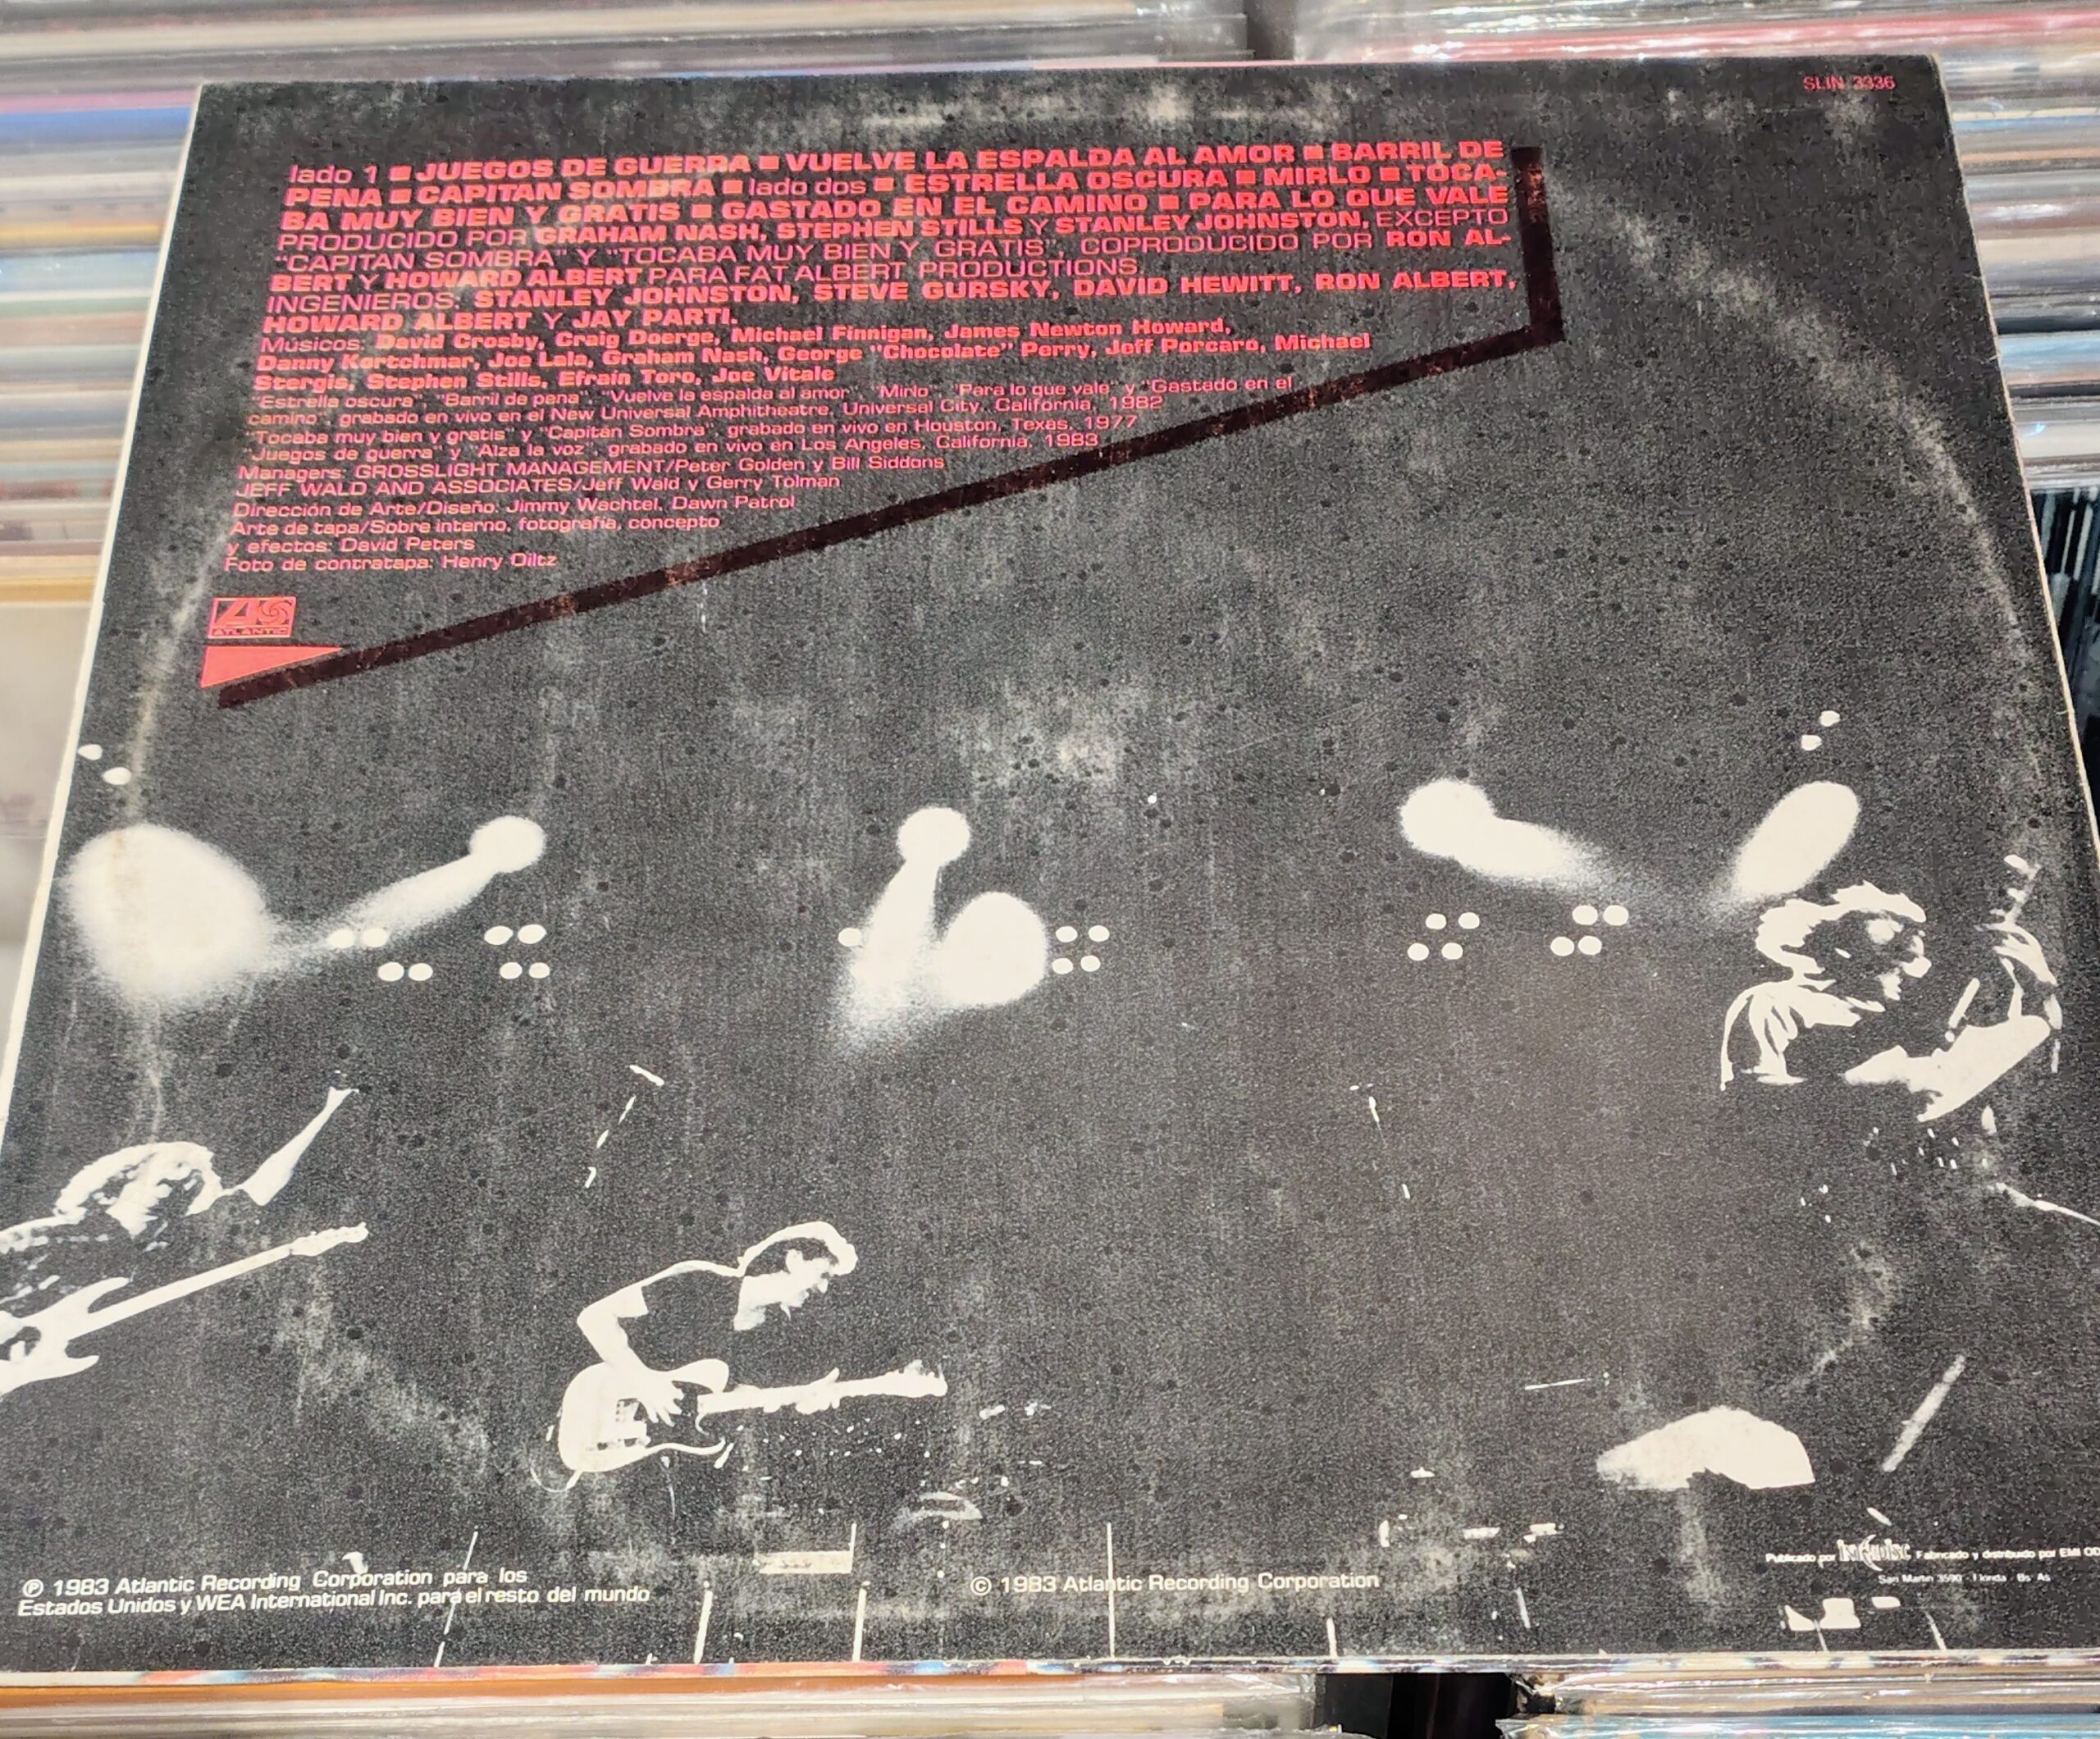 SLIN 3336
lado 1 ■ JUEGOS DE GUERRA ■ VUELVE LA ESPALDA AL AMOR ■ BARRIL DE
PENA ■ CAPITAN SOMBRA ■ lado dos ■ ESTRELLA OSCURA ■ MIRLO ■ TOCA-
BA MUY BIEN Y GRATIS ■ GASTADO EN EL CAMINO ■ PARA LO QUE VALE
PRODUCIDO POR GRAHAM NASH, STEPHEN STILLS Y STANLEY JOHNSTON, EXCEPTO
"CAPITAN SOMBRA" Y "TOCABA MUY BIEN Y GRATIS", COPRODUCIDO POR RON AL-
BERT Y HOWARD ALBERT PARA FAT ALBERT PRODUCTIONS.
INGENIEROS: STANLEY JOHNSTON, STEVE GURSKY, DAVID HEWITT, RON ALBERT,
HOWARD ALBERT Y JAY PARTI.
Músicos: David Crosby, Craig Doerge, Michael Finnigan, James Newton Howard,
Danny Kortchmar, Joe Lala, Graham Nash, George "Chocolate" Perry, Jeff Porcaro, Michael
Stergis, Stephen Stills, Efrain Toro, Joe Vitale
"Estrella oscura", "Barril de pena", "Vuelve la espalda al amor", "Mirlo", "Para lo que vale" y "Gastado en el
camino", grabado en vivo en el New Universal Amphitheatre, Universal City, California, 1982
"Tocaba muy bien y gratis" y "Capitán Sombra", grabado en vivo en Houston, Texas, 1977
"Juegos de guerra" y "Alza la voz", grabado en vivo en Los Angeles, California, 1983
Managers: GROSSLIGHT MANAGEMENT/Peter Golden y Bill Siddons
JEFF WALD AND ASSOCIATES/Jeff Wald y Gerry Tolman
Dirección de Arte/Diseño: Jimmy Wachtel, Dawn Patrol
Arte de tapa/Sobre interno, fotografía, concepto
y efectos: David Peters
Foto de contratapa: Henry Diltz
ATLANTIC
℗ 1983 Atlantic Recording Corporation para los
Estados Unidos y WEA International Inc. para el resto del mundo
© 1983 Atlantic Recording Corporation
Publicado por Interdisc Fabricado y distribuido por EMI OD
San Martín 3590 - Florida - Bs. As.